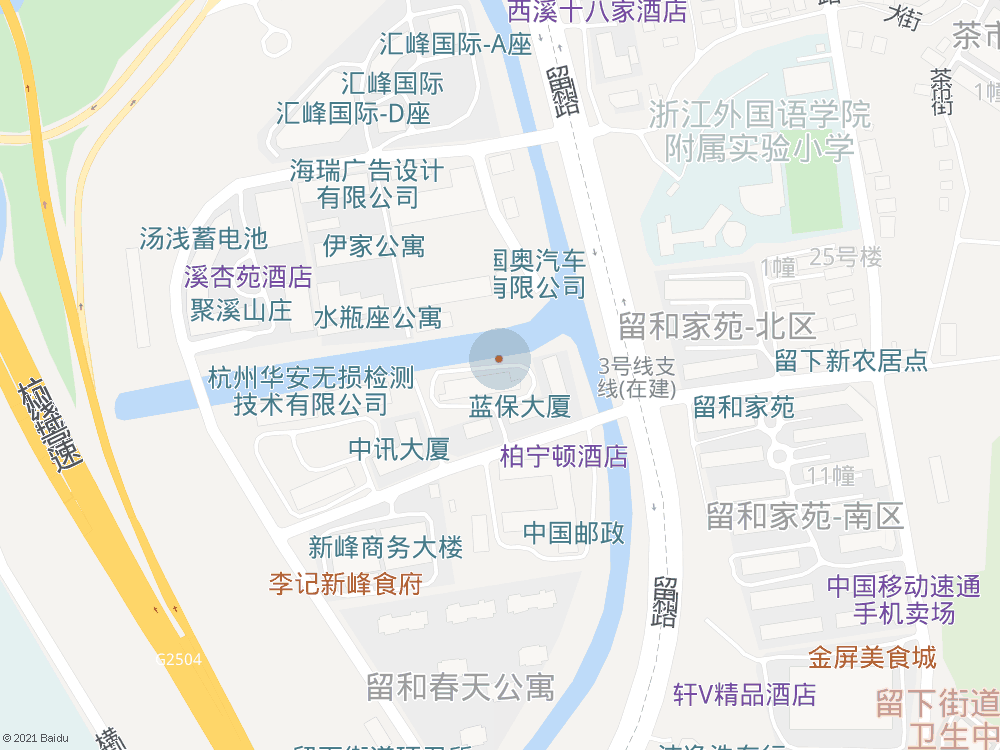 西溪十八家酒店
大街
茶市
汇峰国际-A座
留和路
茶市街
汇峰国际
1幢
汇峰国际-D座
浙江外国语学院
附属实验小学
海瑞广告设计
有限公司
汤浅蓄电池
伊家公寓
国奥汽车
有限公司
25号楼
1幢
溪杏苑酒店
聚溪山庄
水瓶座公寓
留和家苑-北区
3号线支
线(在建)
留下新农居点
杭州华安无损检测
技术有限公司
蓝保大厦
留和家苑
杭绕高速
中讯大厦
柏宁顿酒店
11幢
留和家苑-南区
新峰商务大楼
中国邮政
李记新峰食府
留和路
中国移动速通
手机卖场
G2504
金屏美食城
留和春天公寓
轩V精品酒店
留下街道
卫生中
© 2021 Baidu